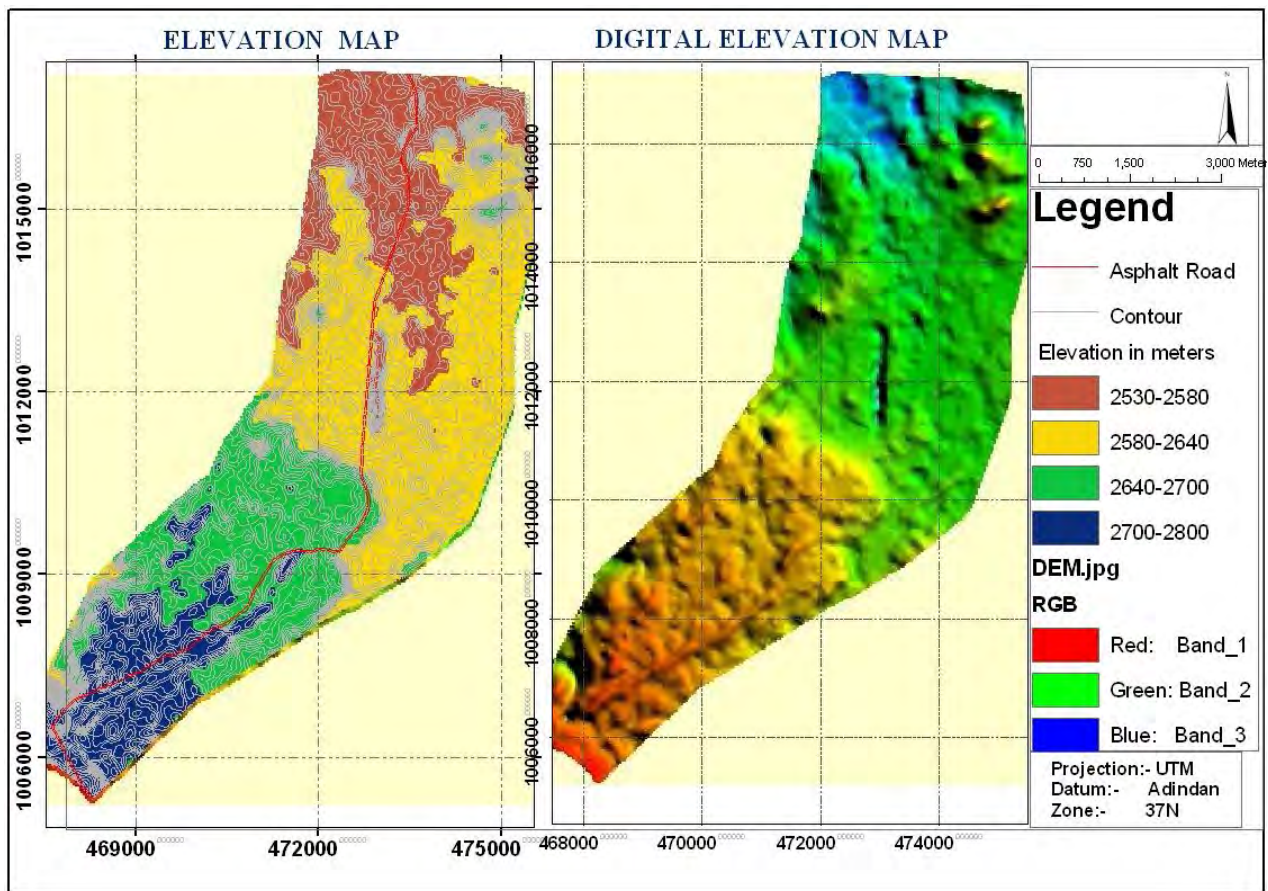 ELEVATION MAP
DIGITAL ELEVATION MAP
1015000
1012000
1009000
1006000
469000
472000
475000
1016000
1014000
1012000
1010000
1008000
1006000
468000
470000
472000
474000
N
0 750 1,500 3,000 Meter
Legend
Asphalt Road
Contour
Elevation in meters
2530-2580
2580-2640
2640-2700
2700-2800
DEM.jpg
RGB
Red: Band_1
Green: Band_2
Blue: Band_3
Projection:- UTM
Datum:- Adindan
Zone:- 37N